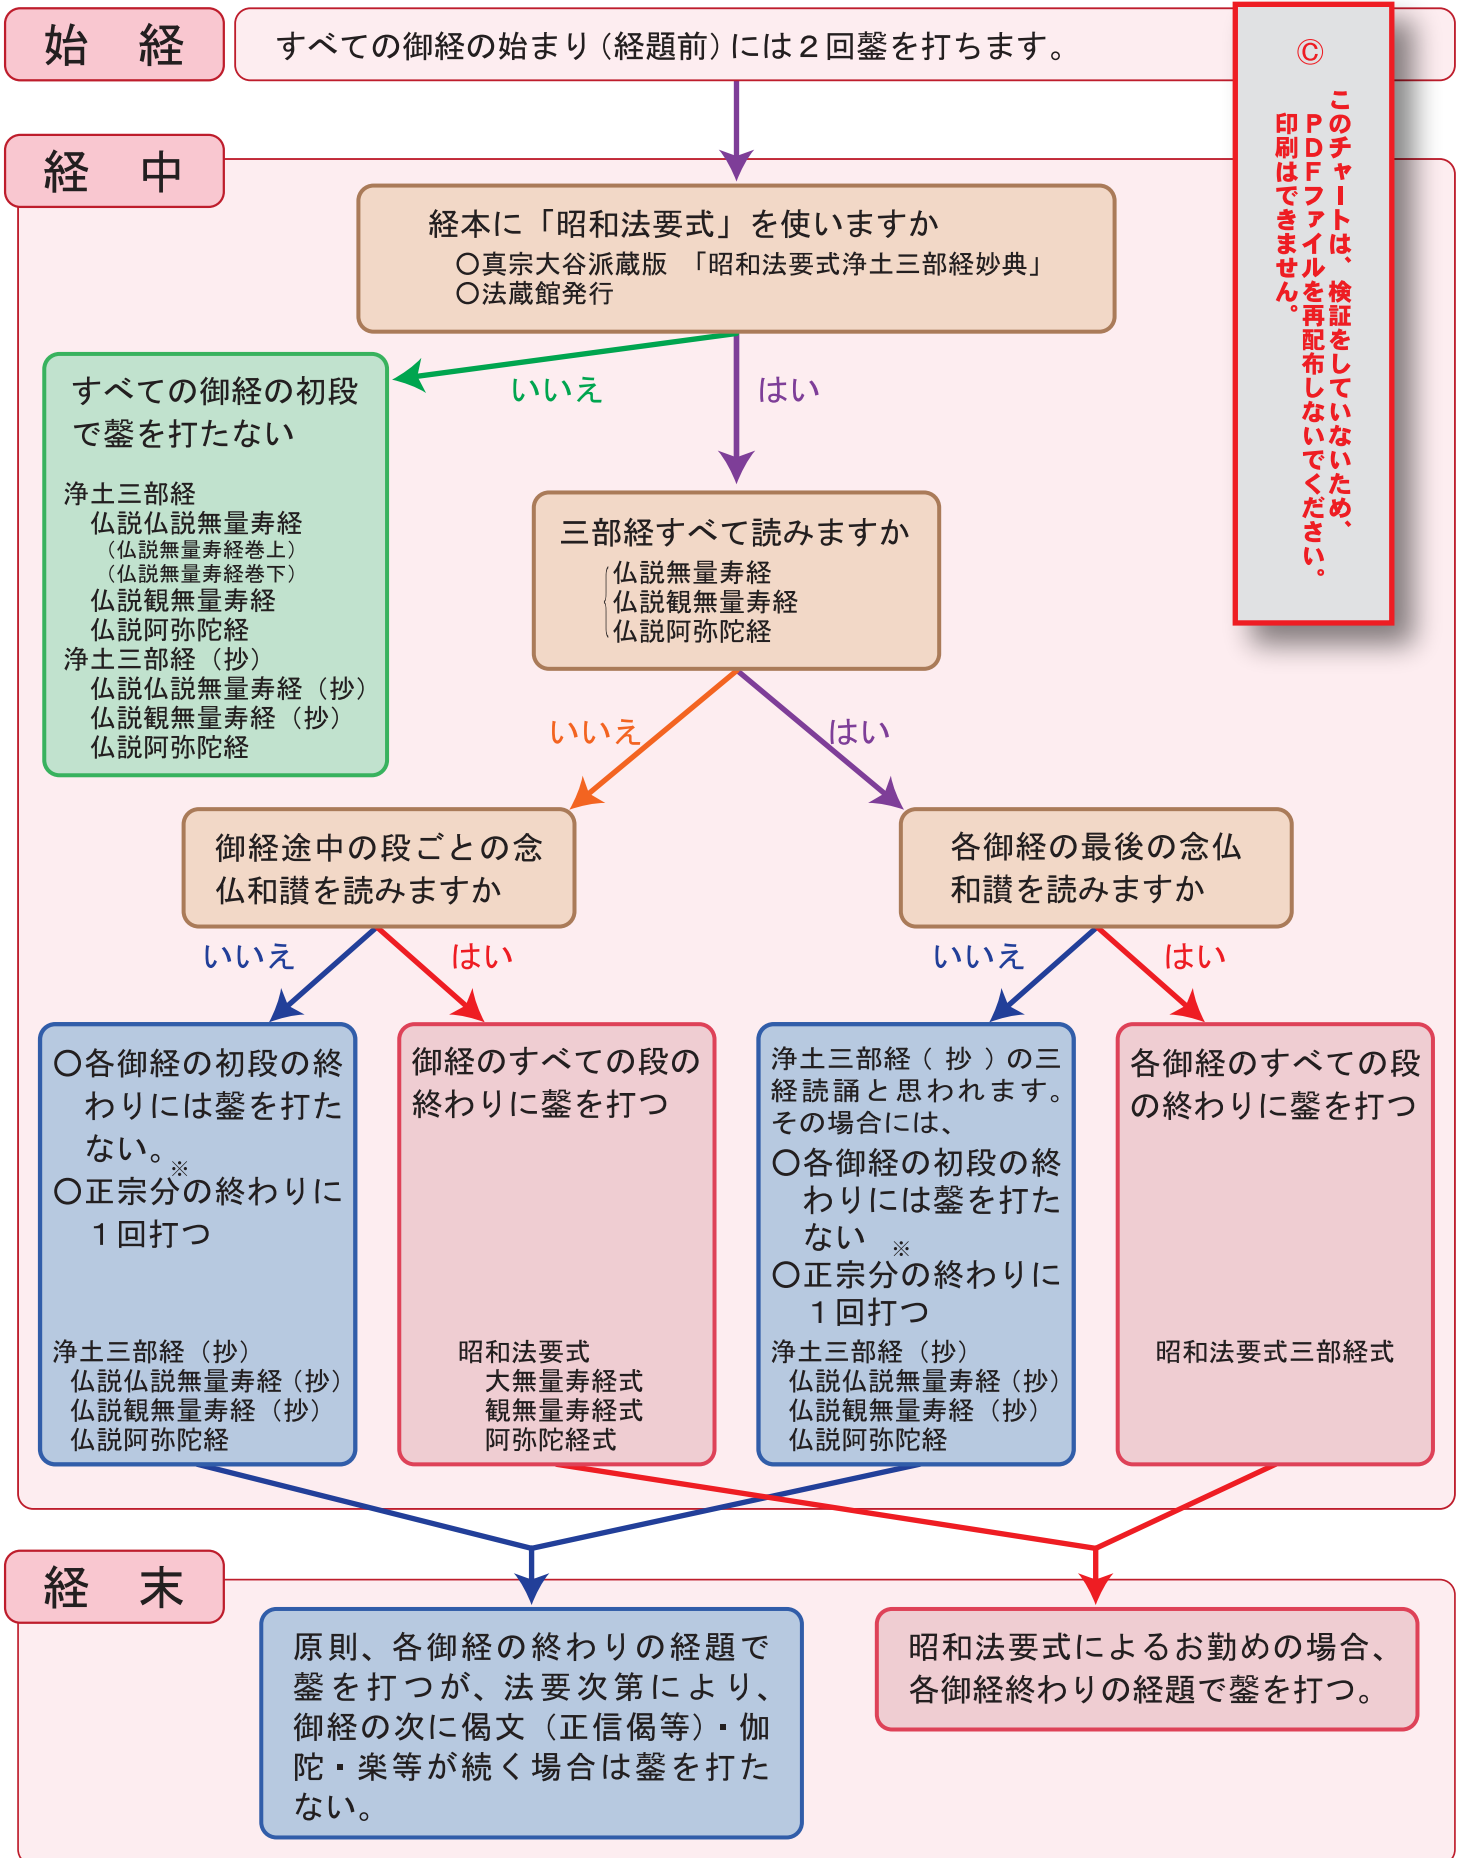 始　経
すべての御経の始まり（経題前）には２回鏧を打ちます。
©
このチャートは、検証をしていないため、
ＰＤＦファイルを再配布しないでください。
印刷はできません。
経　中
経本に「昭和法要式」を使いますか
○真宗大谷派蔵版　「昭和法要式浄土三部経妙典」
○法蔵館発行
いいえ
はい
すべての御経の初段
で鏧を打たない
浄土三部経
仏説仏説無量寿経
（仏説無量寿経巻上）
（仏説無量寿経巻下）
仏説観無量寿経
仏説阿弥陀経
浄土三部経（抄）
仏説仏説無量寿経（抄）
仏説観無量寿経（抄）
仏説阿弥陀経
三部経すべて読みますか
仏説無量寿経
仏説観無量寿経
仏説阿弥陀経
いいえ
はい
御経途中の段ごとの念
仏和讃を読みますか
各御経の最後の念仏
和讃を読みますか
いいえ
はい
いいえ
はい
○各御経の初段の終
わりには鏧を打た
ない。
※
○正宗分の終わりに
１回打つ
浄土三部経（抄）
仏説仏説無量寿経（抄）
仏説観無量寿経（抄）
仏説阿弥陀経
御経のすべての段の
終わりに鏧を打つ
昭和法要式
大無量寿経式
観無量寿経式
阿弥陀経式
浄土三部経（抄）の三
経読誦と思われます。
その場合には、
○各御経の初段の終
わりには鏧を打た
ない
※
○正宗分の終わりに
１回打つ
浄土三部経（抄）
仏説仏説無量寿経（抄）
仏説観無量寿経（抄）
仏説阿弥陀経
各御経のすべての段
の終わりに鏧を打つ
昭和法要式三部経式
経　末
原則、各御経の終わりの経題で
鏧を打つが、法要次第により、
御経の次に偈文（正信偈等）・伽
陀・楽等が続く場合は鏧を打た
ない。
昭和法要式によるお勤めの場合、
各御経終わりの経題で鏧を打つ。